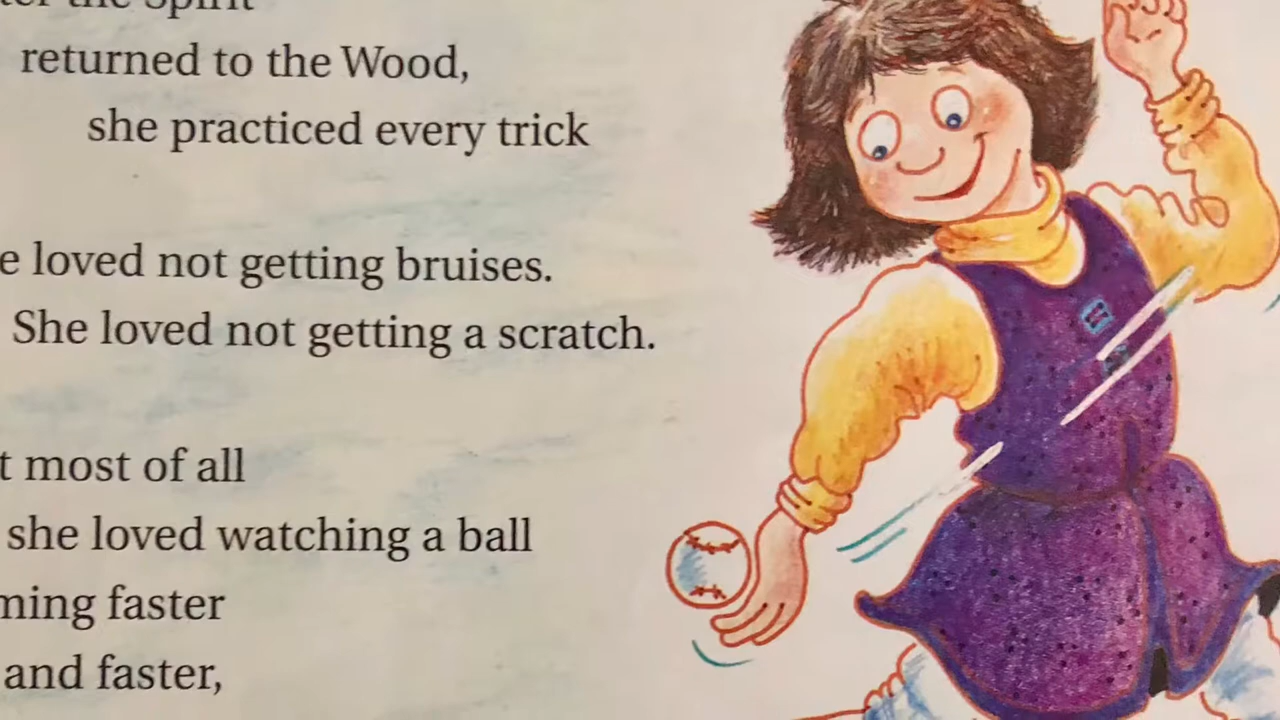 Spirit
returned to the Wood,
she practiced every trick
e loved not getting bruises.
She loved not getting a scratch.
t most of all
she loved watching a ball
ming faster
and faster,